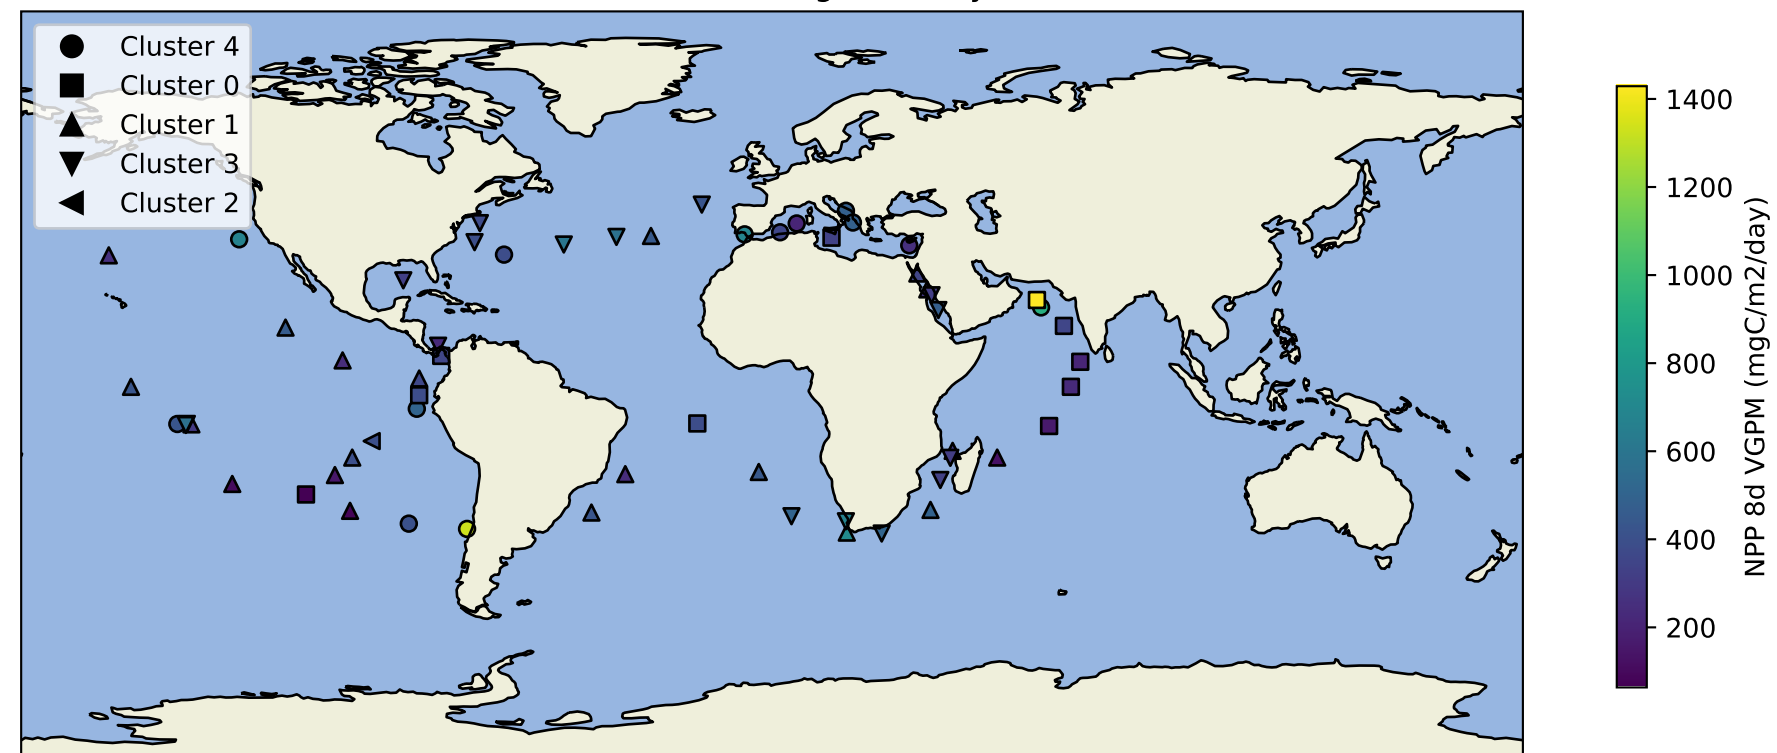 Cluster 4
Cluster 0
Cluster 1
Cluster 3
Cluster 2
1400
1200
1000
800
600
400
200
NPP 8d VGPM (mgC/m2/day)